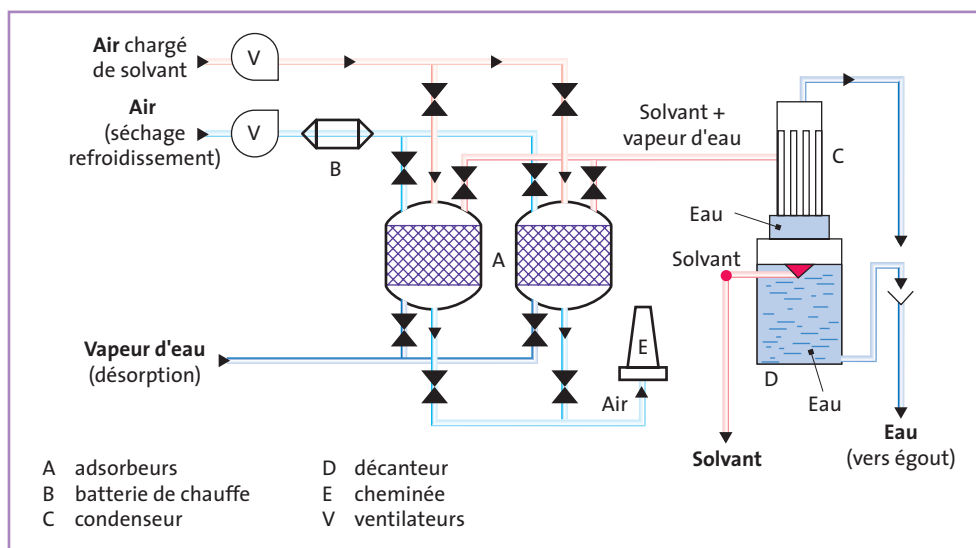 Air chargé
de solvant
V
Air
(séchage
refroidissement)
V
B
Solvant +
vapeur d'eau
C
Eau
Solvant
A
Vapeur d'eau
(désorption)
E
Air
D
Eau
Solvant
Eau
(vers égout)
A adsorbeurs
B batterie de chauffe
C condenseur
D décanteur
E cheminée
V ventilateurs